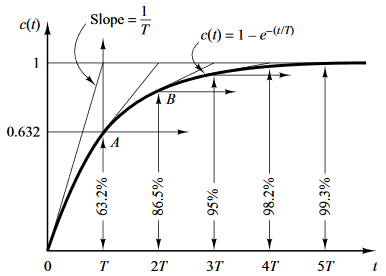 c(t)
Slope = 1/T
c(t) = 1 – e^–(t/T)
1
0.632
A
B
63.2%
86.5%
95%
98.2%
99.3%
0 T 2T 3T 4T 5T t